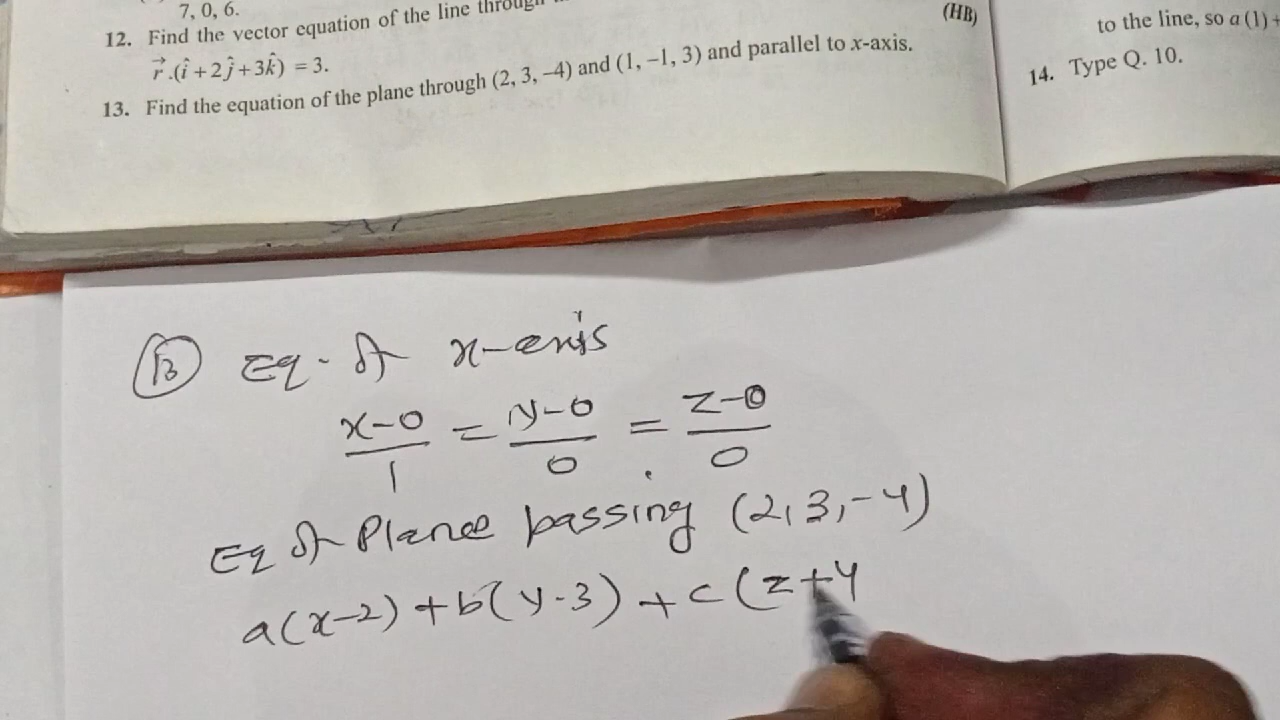 7, 0, 6.
12. Find the vector equation of the line through
(HB)
r⃗.(î + 2ĵ + 3k̂) = 3.
13. Find the equation of the plane through (2, 3, –4) and (1, –1, 3) and parallel to x-axis.
to the line, so a (1) +
14. Type Q. 10.
13 Eq. of x-axis
x-0/1 = y-0/0 = z-0/0
Eq of Plane passing (2,3,-4)
a(x-2)+b(y-3)+c(z+4